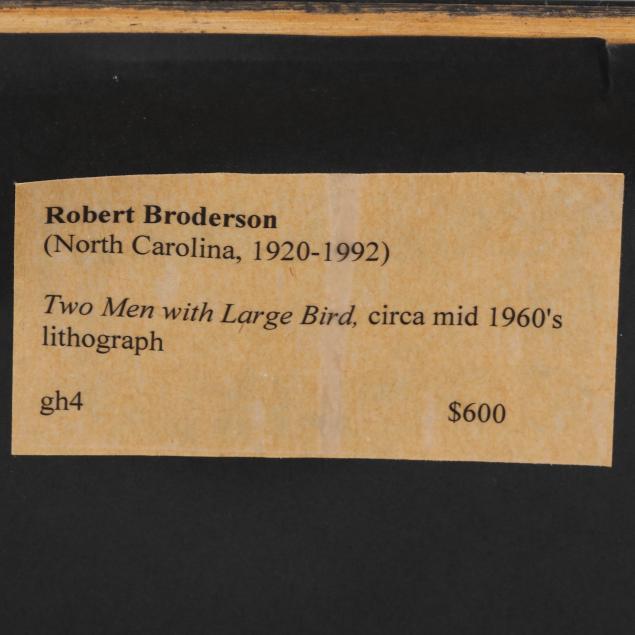 Robert Broderson
(North Carolina, 1920-1992)
Two Men with Large Bird, circa mid 1960's
lithograph
gh4 $600